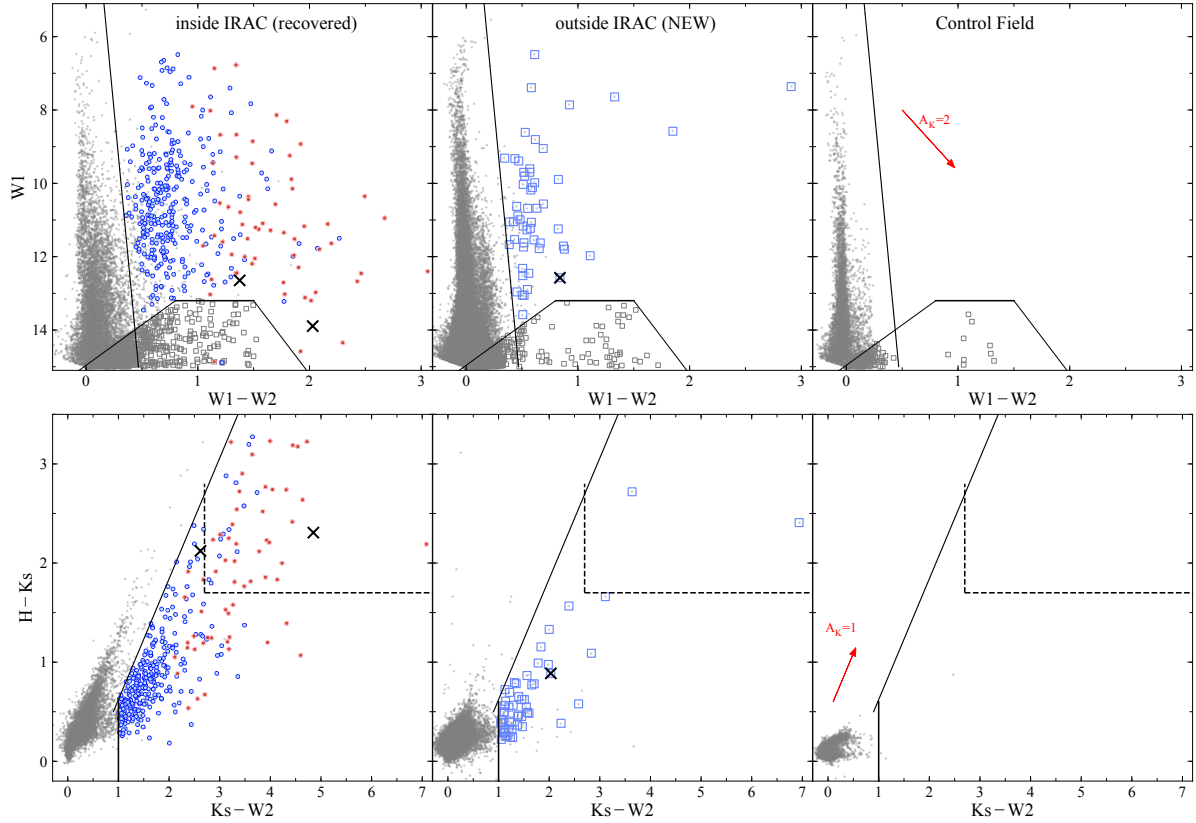 inside IRAC (recovered)
outside IRAC (NEW)
Control Field
W1
6
8
10
12
14
A_K=2
0 1 2 3
0 1 2 3
0 1 2 3
W1−W2
W1−W2
W1−W2
H−Ks
3
2
1
0
A_K=1
0 1 2 3 4 5 6 7
0 1 2 3 4 5 6 7
0 1 2 3 4 5 6 7
Ks−W2
Ks−W2
Ks−W2